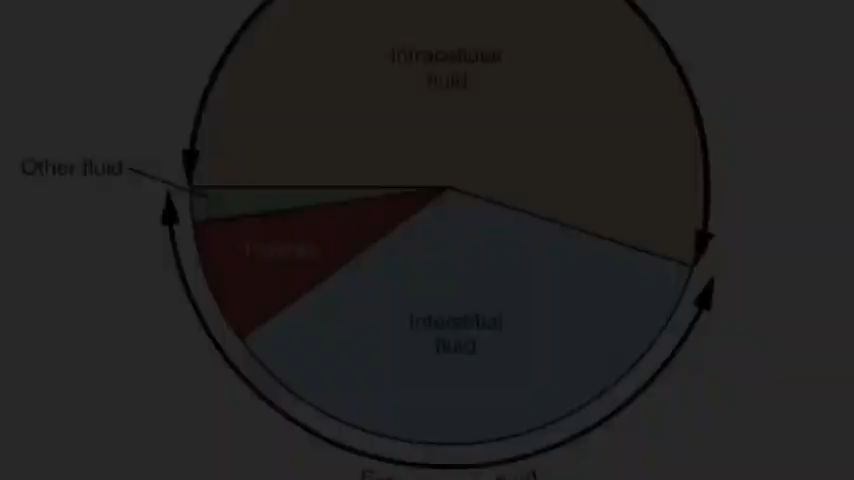 Intracellular
fluid
Other fluid
Plasma
Interstitial
fluid